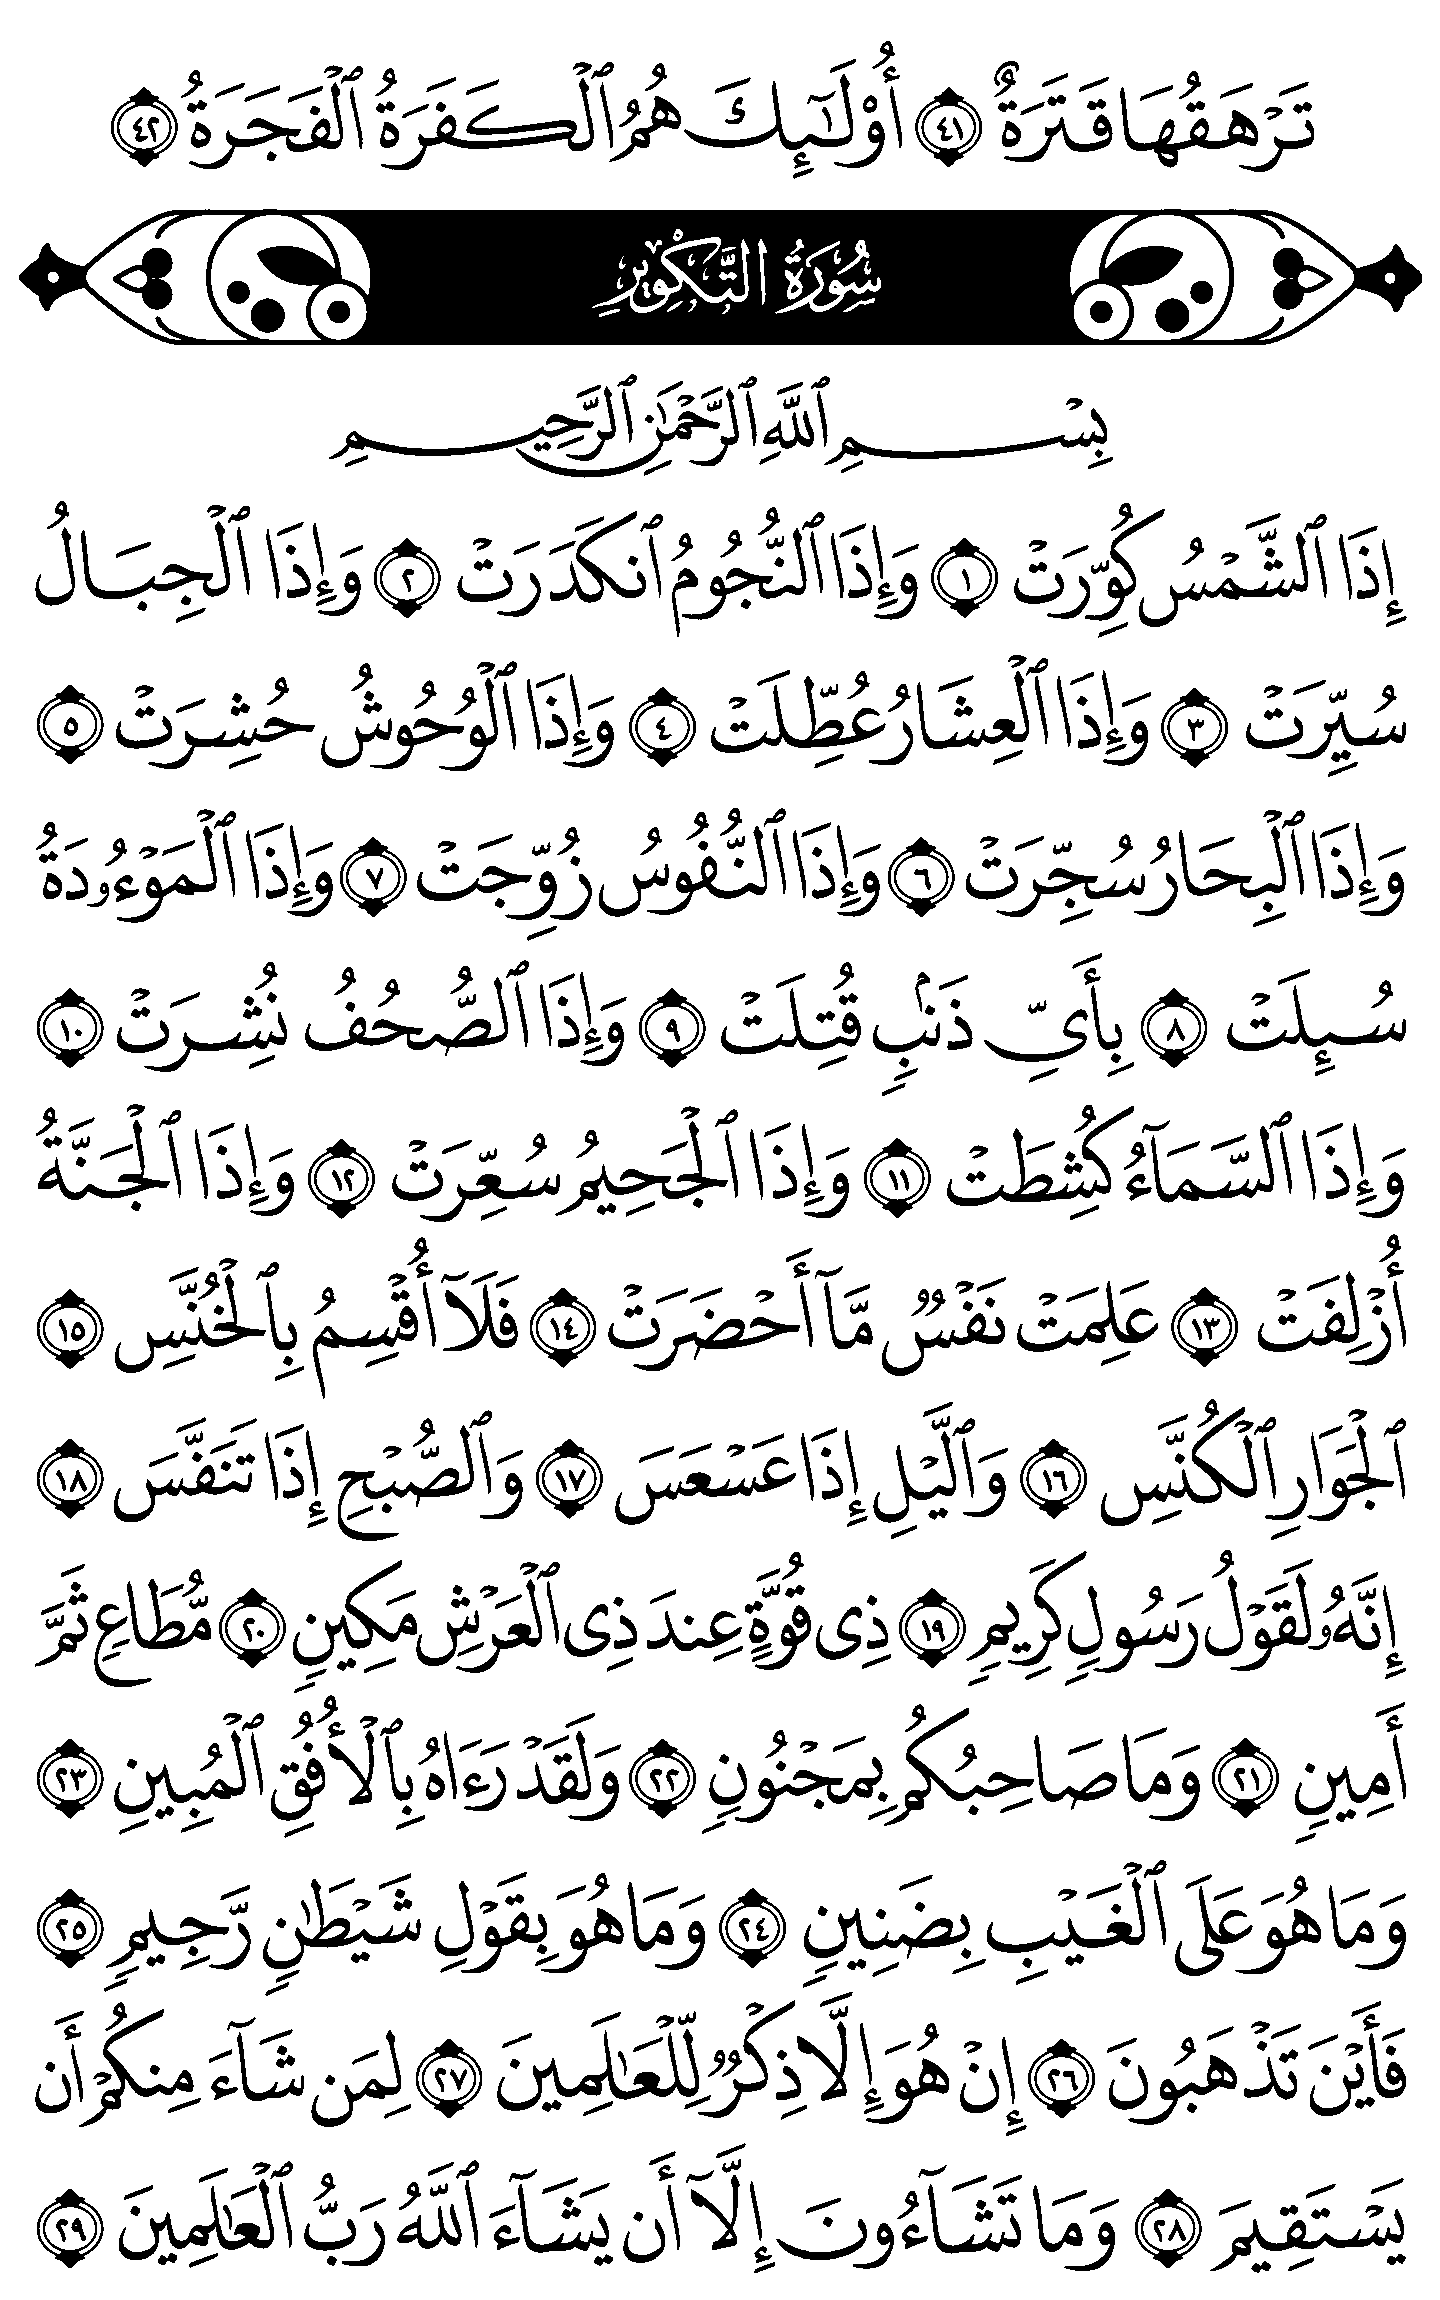 تَرْهَقُهَا قَتَرَةٌ ٤١ أُو۟لَـٰٓئِكَ هُمُ ٱلْكَفَرَةُ ٱلْفَجَرَةُ ٤٢
سُورَةُ التَّكْوِيرِ
بِسْمِ ٱللَّهِ ٱلرَّحْمَـٰنِ ٱلرَّحِيمِ
إِذَا ٱلشَّمْسُ كُوِّرَتْ ١ وَإِذَا ٱلنُّجُومُ ٱنكَدَرَتْ ٢ وَإِذَا ٱلْجِبَالُ
سُيِّرَتْ ٣ وَإِذَا ٱلْعِشَارُ عُطِّلَتْ ٤ وَإِذَا ٱلْوُحُوشُ حُشِرَتْ ٥
وَإِذَا ٱلْبِحَارُ سُجِّرَتْ ٦ وَإِذَا ٱلنُّفُوسُ زُوِّجَتْ ٧ وَإِذَا ٱلْمَوْءُۥدَةُ
سُئِلَتْ ٨ بِأَىِّ ذَنۢبٍ قُتِلَتْ ٩ وَإِذَا ٱلصُّحُفُ نُشِرَتْ ١٠
وَإِذَا ٱلسَّمَآءُ كُشِطَتْ ١١ وَإِذَا ٱلْجَحِيمُ سُعِّرَتْ ١٢ وَإِذَا ٱلْجَنَّةُ
أُزْلِفَتْ ١٣ عَلِمَتْ نَفْسٌ مَّآ أَحْضَرَتْ ١٤ فَلَآ أُقْسِمُ بِٱلْخُنَّسِ ١٥
ٱلْجَوَارِ ٱلْكُنَّسِ ١٦ وَٱلَّيْلِ إِذَا عَسْعَسَ ١٧ وَٱلصُّبْحِ إِذَا تَنَفَّسَ ١٨
إِنَّهُۥ لَقَوْلُ رَسُولٍ كَرِيمٍ ١٩ ذِى قُوَّةٍ عِندَ ذِى ٱلْعَرْشِ مَكِينٍ ٢٠ مُّطَاعٍ ثَمَّ
أَمِينٍ ٢١ وَمَا صَاحِبُكُم بِمَجْنُونٍ ٢٢ وَلَقَدْ رَءَاهُ بِٱلْأُفُقِ ٱلْمُبِينِ ٢٣
وَمَا هُوَ عَلَى ٱلْغَيْبِ بِضَنِينٍ ٢٤ وَمَا هُوَ بِقَوْلِ شَيْطَـٰنٍ رَّجِيمٍ ٢٥
فَأَيْنَ تَذْهَبُونَ ٢٦ إِنْ هُوَ إِلَّا ذِكْرٌ لِّلْعَـٰلَمِينَ ٢٧ لِمَن شَآءَ مِنكُمْ أَن
يَسْتَقِيمَ ٢٨ وَمَا تَشَآءُونَ إِلَّآ أَن يَشَآءَ ٱللَّهُ رَبُّ ٱلْعَـٰلَمِينَ ٢٩